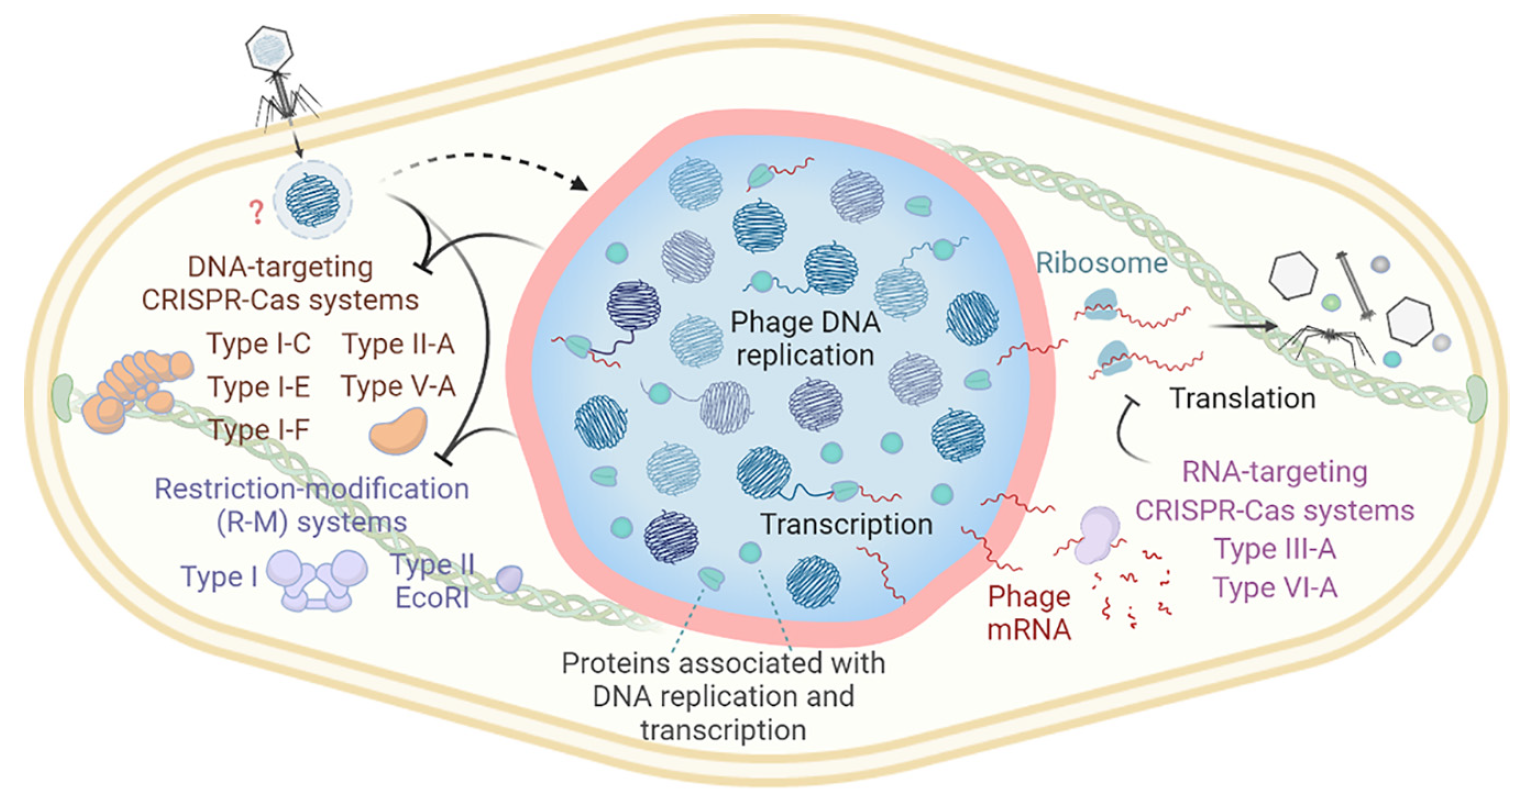 ?
DNA-targeting
CRISPR-Cas systems
Type I-C
Type II-A
Type I-E
Type V-A
Type I-F
Restriction-modification
(R-M) systems
Type I
Type II
EcoRI
Phage DNA
replication
Transcription
Proteins associated with
DNA replication and
transcription
Ribosome
Translation
RNA-targeting
CRISPR-Cas systems
Type III-A
Type VI-A
Phage
mRNA